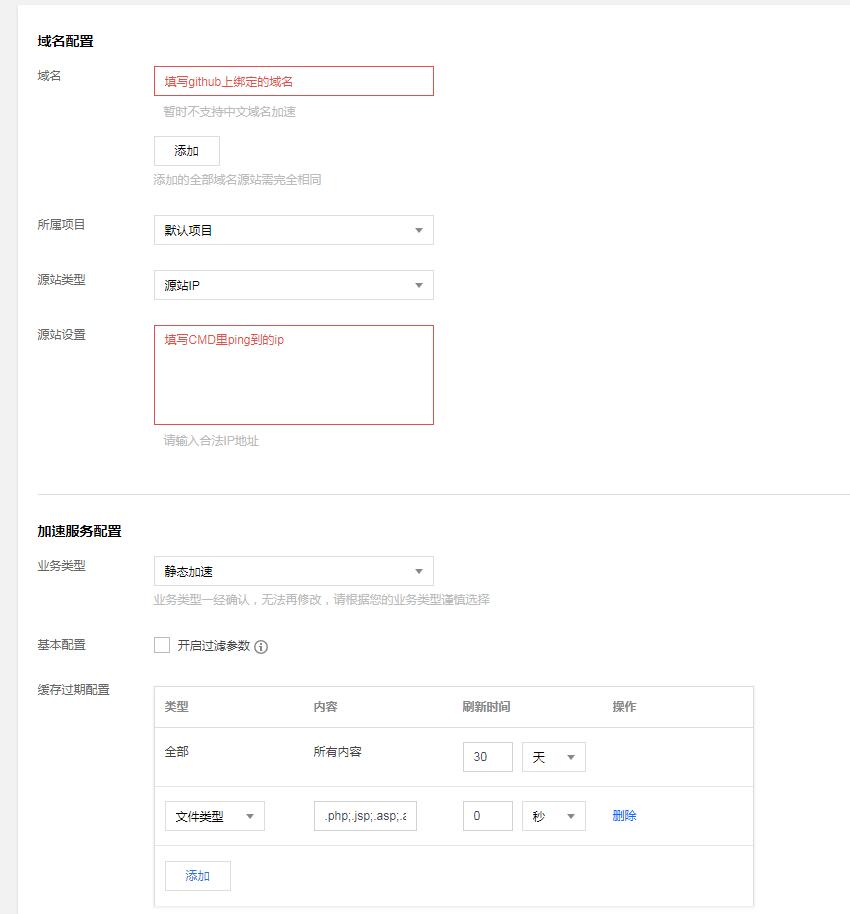 域名配置
域名
填写github上绑定的域名
暂时不支持中文域名加速
添加
添加的全部域名源站需完全相同
所属项目
默认项目
源站类型
源站IP
源站设置
填写CMD里ping到的ip
请输入合法IP地址
加速服务配置
业务类型
静态加速
业务类型一经确认，无法再修改，请根据您的业务类型谨慎选择
基本配置
开启过滤参数
缓存过期配置
类型 内容 刷新时间 操作
全部 所有内容 30 天
文件类型 .php;.jsp;.asp;.a 0 秒 删除
添加